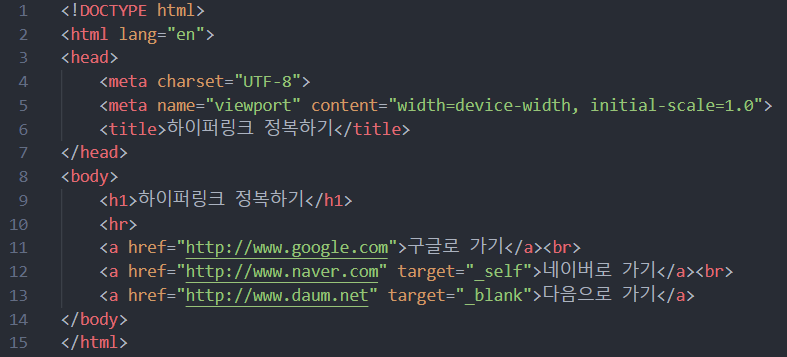 1 <!DOCTYPE html>
2 <html lang="en">
3 <head>
4     <meta charset="UTF-8">
5     <meta name="viewport" content="width=device-width, initial-scale=1.0">
6     <title>하이퍼링크 정복하기</title>
7 </head>
8 <body>
9     <h1>하이퍼링크 정복하기</h1>
10     <hr>
11     <a href="http://www.google.com">구글로 가기</a><br>
12     <a href="http://www.naver.com" target="_self">네이버로 가기</a><br>
13     <a href="http://www.daum.net" target="_blank">다음으로 가기</a>
14 </body>
15 </html>